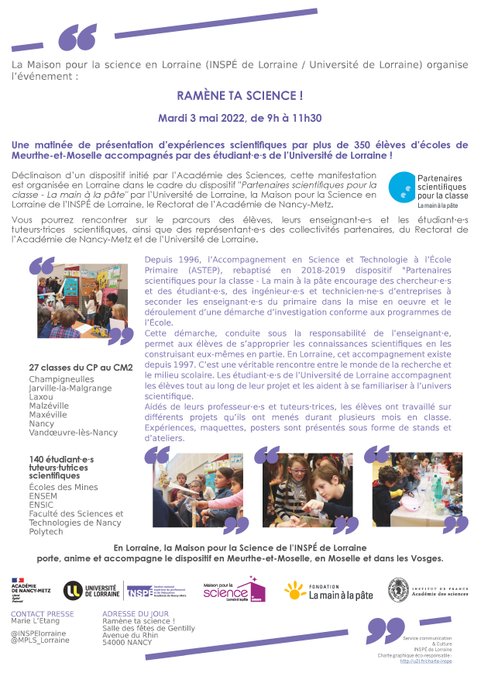 La Maison pour la science en Lorraine (INSPÉ de Lorraine / Université de Lorraine) organise
l'événement :
RAMÈNE TA SCIENCE !
Mardi 3 mai 2022, de 9h à 11h30
Une matinée de présentation d'expériences scientifiques par plus de 350 élèves d'écoles de
Meurthe-et-Moselle accompagnés par des étudiant·e·s de l'Université de Lorraine !
Déclinaison d'un dispositif initié par l'Académie des Sciences, cette manifestation
est organisée en Lorraine dans le cadre du dispositif "Partenaires scientifiques pour la
classe - La main à la pâte" par l'Université de Lorraine, la Maison pour la Science en
Lorraine de l'INSPÉ de Lorraine, le Rectorat de l'Académie de Nancy-Metz.
Partenaires
scientifiques
pour la classe
La main à la pâte
Vous pourrez rencontrer sur le parcours des élèves, leurs enseignant·e·s et les étudiant·e·s
tuteurs·trices scientifiques, ainsi que des représentant·e·s des collectivités partenaires, du Rectorat de
l'Académie de Nancy-Metz et de l'Université de Lorraine.
Depuis 1996, l'Accompagnement en Science et Technologie à l'École
Primaire (ASTEP), rebaptisé en 2018-2019 dispositif "Partenaires
scientifiques pour la classe - La main à la pâte encourage des chercheur·e·s
et des étudiant·e·s, des ingénieur·e·s et technicien·ne·s d'entreprises à
seconder les enseignant·e·s du primaire dans la mise en oeuvre et le
déroulement d'une démarche d'investigation conforme aux programmes de
l'École.
Cette démarche, conduite sous la responsabilité de l'enseignant·e,
permet aux élèves de s'approprier les connaissances scientifiques en les
construisant eux-mêmes en partie. En Lorraine, cet accompagnement existe
depuis 1997. C'est une véritable rencontre entre le monde de la recherche et
le milieu scolaire. Les étudiant·e·s de l'Université de Lorraine accompagnent
les élèves tout au long de leur projet et les aident à se familiariser à l'univers
scientifique.
Aidés de leurs professeur·e·s et tuteurs·trices, les élèves ont travaillé sur
différents projets qu'ils ont menés durant plusieurs mois en classe.
Expériences, maquettes, posters sont présentés sous forme de stands et
d'ateliers.
27 classes du CP au CM2
Champigneulles
Jarville-la-Malgrange
Laxou
Malzéville
Maxéville
Nancy
Vandœuvre-lès-Nancy
140 étudiant·e·s
tuteurs·tutrices
scientifiques
Écoles des Mines
ENSEM
ENSIC
Faculté des Sciences et
Technologies de Nancy
Polytech
En Lorraine, la Maison pour la Science de l'INSPÉ de Lorraine
porte, anime et accompagne le dispositif en Meurthe-et-Moselle, en Moselle et dans les Vosges.
ACADÉMIE
DE NANCY-METZ
UNIVERSITÉ
DE LORRAINE
INSPÉ
Maison pour la
science
FONDATION
La main à la pâte
INSTITUT DE FRANCE
Académie des sciences
CONTACT PRESSE
Marie L'Etang
@INSPElorraine
@MPLS_Lorraine
ADRESSE DU JOUR
Ramène ta science !
Salle des fêtes de Gentilly
Avenue du Rhin
54000 NANCY
Service communication
& Culture
INSPÉ de Lorraine
Charte graphique éco-responsable :